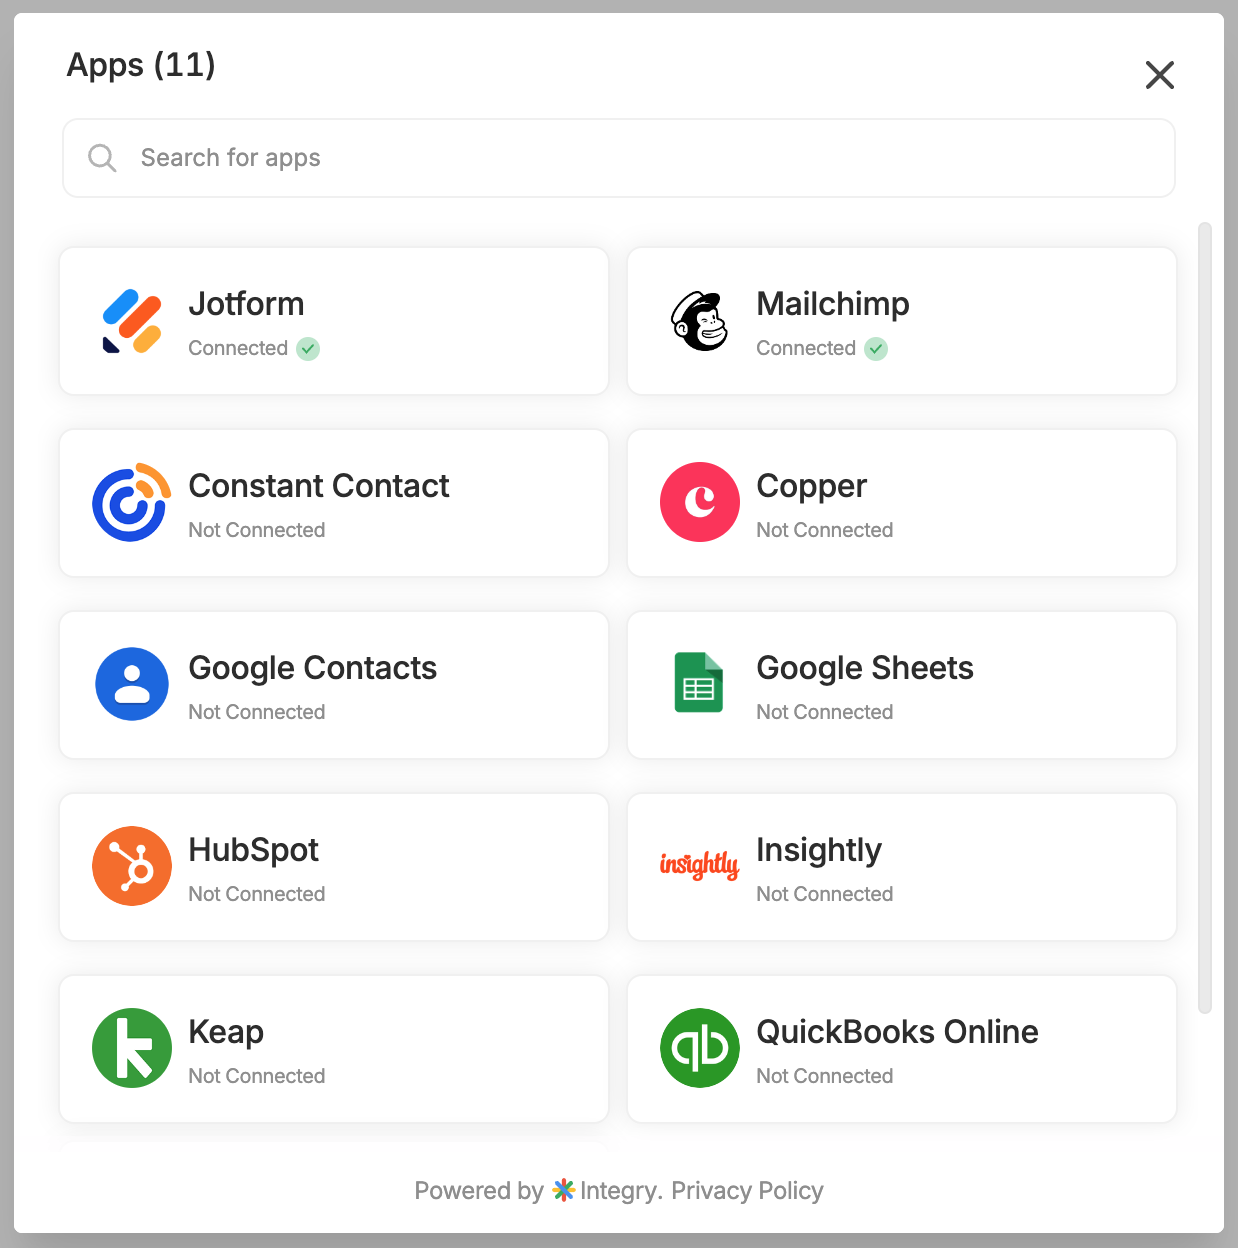 Apps (11)
Search for apps
Jotform
Connected
Mailchimp
Connected
Constant Contact
Not Connected
Copper
Not Connected
Google Contacts
Not Connected
Google Sheets
Not Connected
HubSpot
Not Connected
insightly
Insightly
Not Connected
Keap
Not Connected
QuickBooks Online
Not Connected
Powered by Integry. Privacy Policy